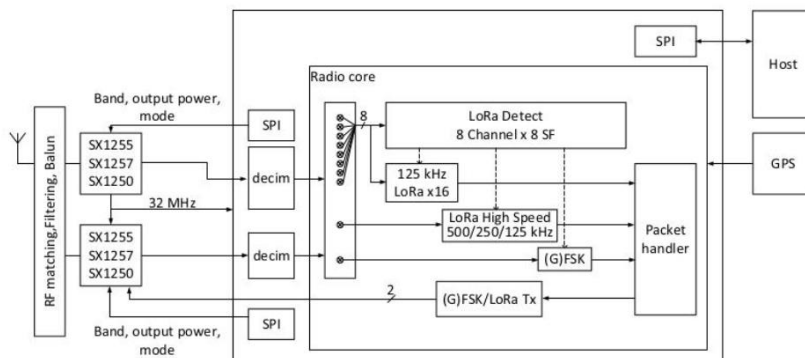 SPI
Host
Radio core
Band, output power,
mode
SPI
8
LoRa Detect
8 Channel x 8 SF
RF matching,Filtering, Balun
SX1255
SX1257
SX1250
decim
125 kHz
LoRa x16
GPS
32 MHz
LoRa High Speed
500/250/125 kHz
Packet
handler
SX1255
SX1257
SX1250
decim
(G)FSK
2
(G)FSK/LoRa Tx
SPI
Band, output power,
mode